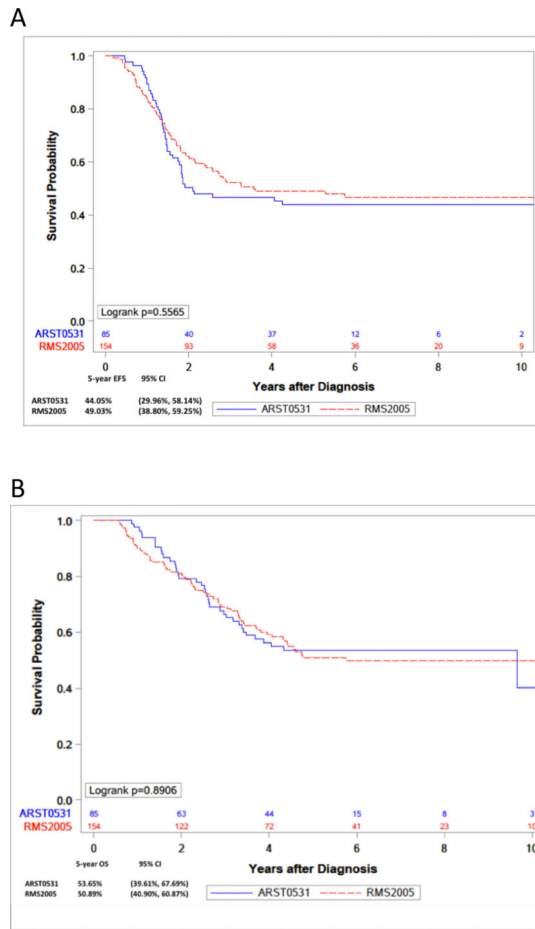 A
1.0
0.8
0.6
0.4
0.2
0.0
Survival Probability
Logrank p=0.5565
ARST0531 85 40 37 12 6 2
RMS2005 154 93 58 36 20 9
0 2 4 6 8 10
Years after Diagnosis
5-year EFS 95% CI
ARST0531 44.05% (29.96%, 58.14%)
RMS2005 49.03% (38.80%, 59.25%)
ARST0531 RMS2005
B
1.0
0.8
0.6
0.4
0.2
0.0
Survival Probability
Logrank p=0.8906
ARST0531 85 63 44 15 8 3
RMS2005 154 122 72 41 23 10
0 2 4 6 8 10
Years after Diagnosis
5-year OS 95% CI
ARST0531 53.65% (39.61%, 67.69%)
RMS2005 50.89% (40.90%, 60.87%)
ARST0531 RMS2005